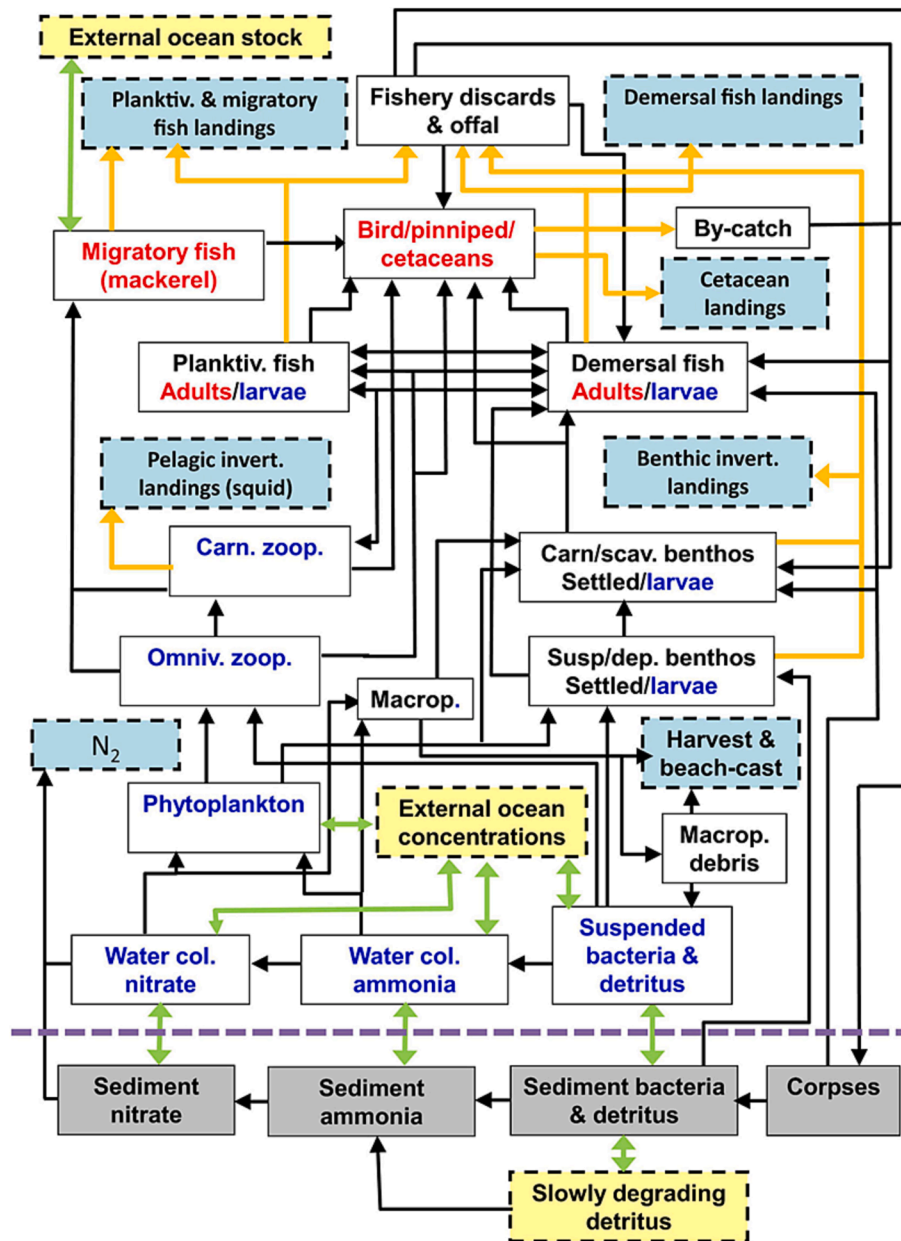 External ocean stock
Planktiv. & migratory
fish landings
Fishery discards
& offal
Demersal fish landings
Migratory fish
(mackerel)
Bird/pinniped/
cetaceans
By-catch
Cetacean
landings
Planktiv. fish
Adults/larvae
Demersal fish
Adults/larvae
Pelagic invert.
landings (squid)
Benthic invert.
landings
Carn. zoop.
Carn/scav. benthos
Settled/larvae
Omniv. zoop.
Susp/dep. benthos
Settled/larvae
Macrop.
N2
Harvest &
beach-cast
Phytoplankton
External ocean
concentrations
Macrop.
debris
Water col.
nitrate
Water col.
ammonia
Suspended
bacteria &
detritus
Sediment
nitrate
Sediment
ammonia
Sediment bacteria
& detritus
Corpses
Slowly degrading
detritus